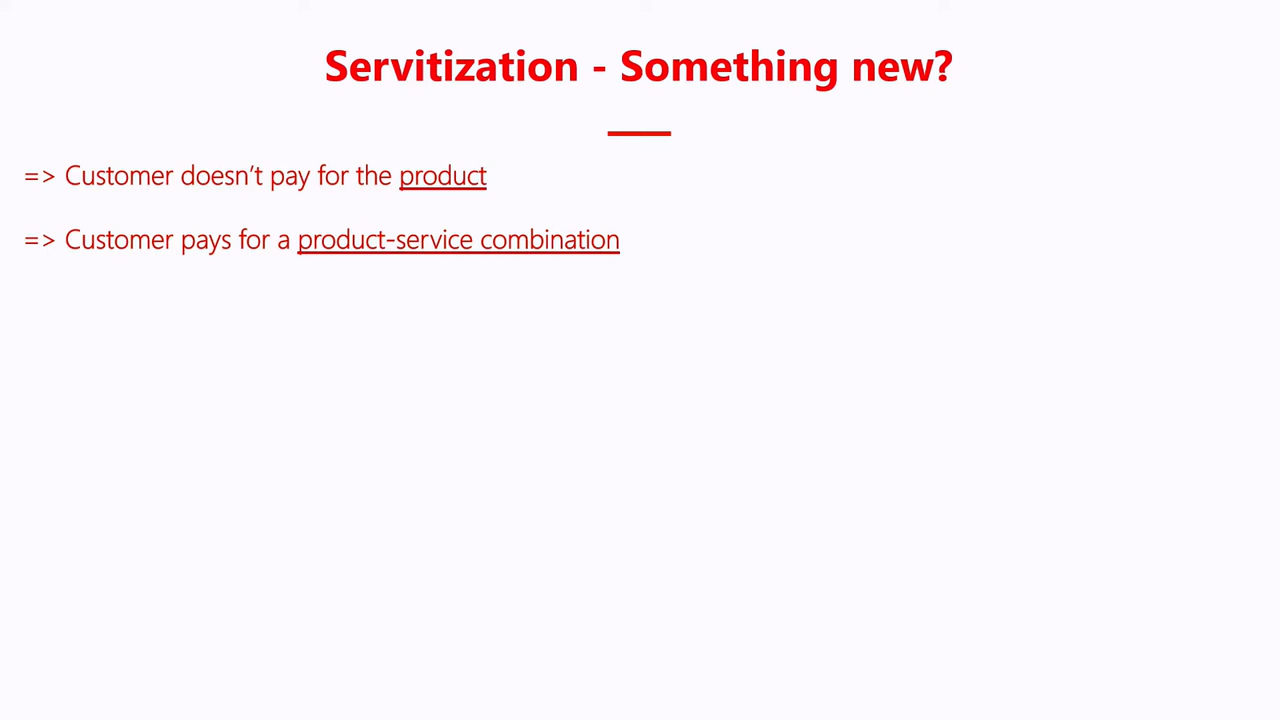 Servitization - Something new?
=> Customer doesn’t pay for the product
=> Customer pays for a product-service combination